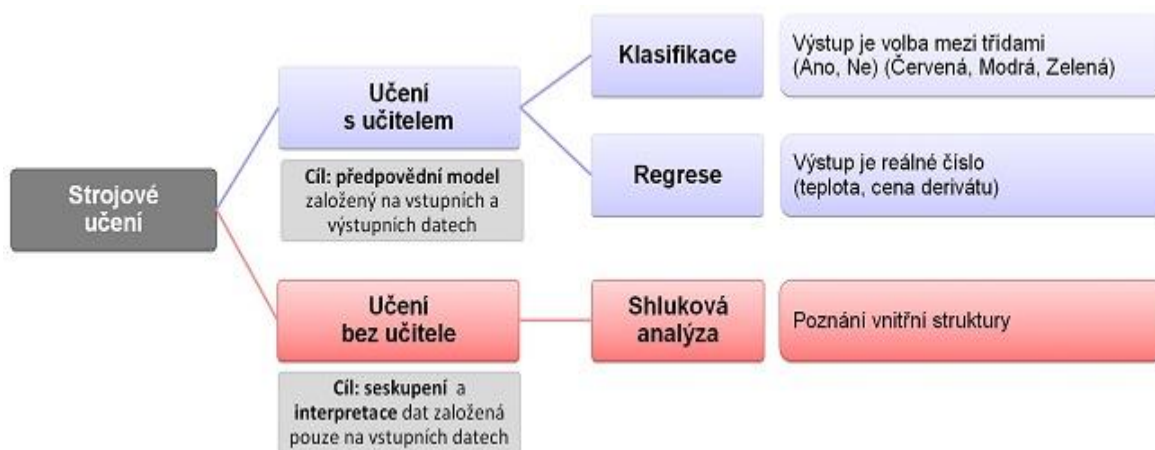 Strojové
učení
Učení
s učitelem
Cíl: předpovědní model
založený na vstupních a
výstupních datech
Klasifikace
Výstup je volba mezi třídami
(Ano, Ne) (Červená, Modrá, Zelená)
Regrese
Výstup je reálné číslo
(teplota, cena derivátu)
Učení
bez učitele
Cíl: seskupení a
interpretace dat založená
pouze na vstupních datech
Shluková
analýza
Poznání vnitřní struktury